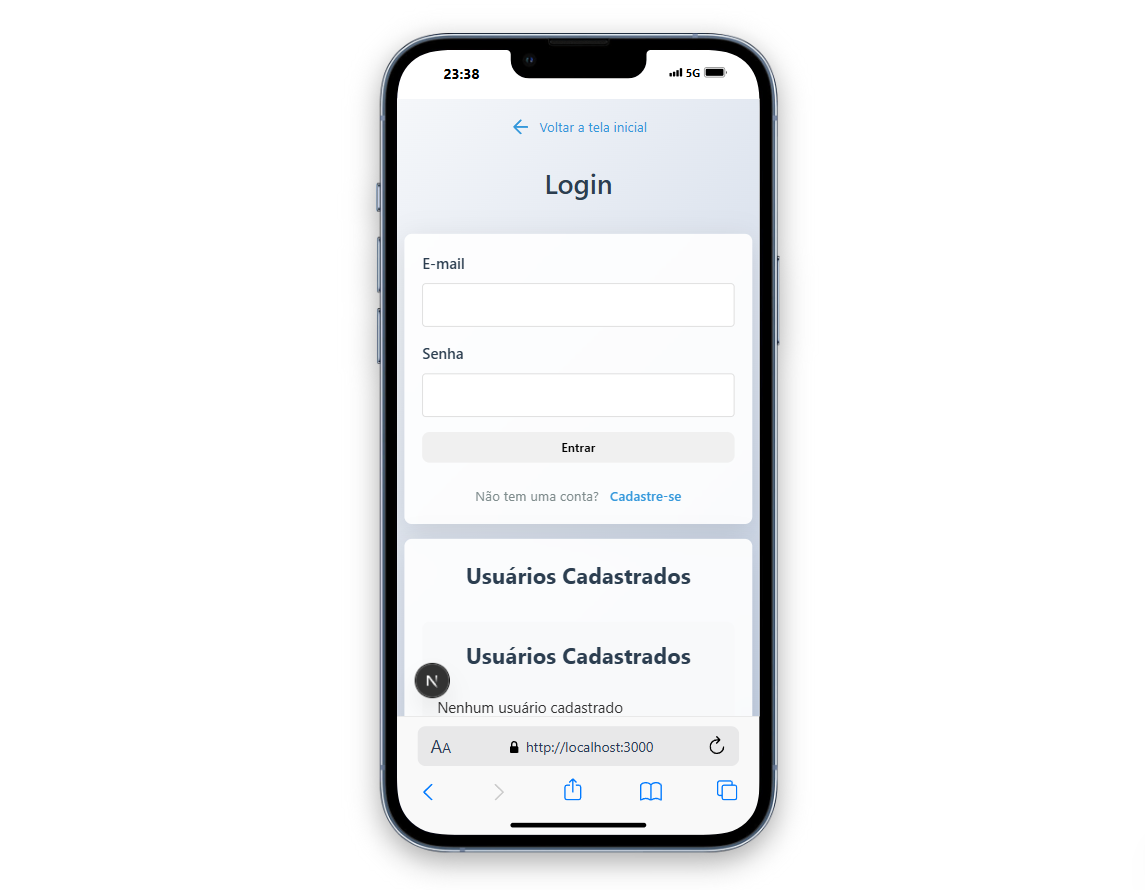 23:38
5G
Voltar a tela inicial
Login
E-mail
Senha
Entrar
Não tem uma conta? Cadastre-se
Usuários Cadastrados
Usuários Cadastrados
N
Nenhum usuário cadastrado
AA http://localhost:3000